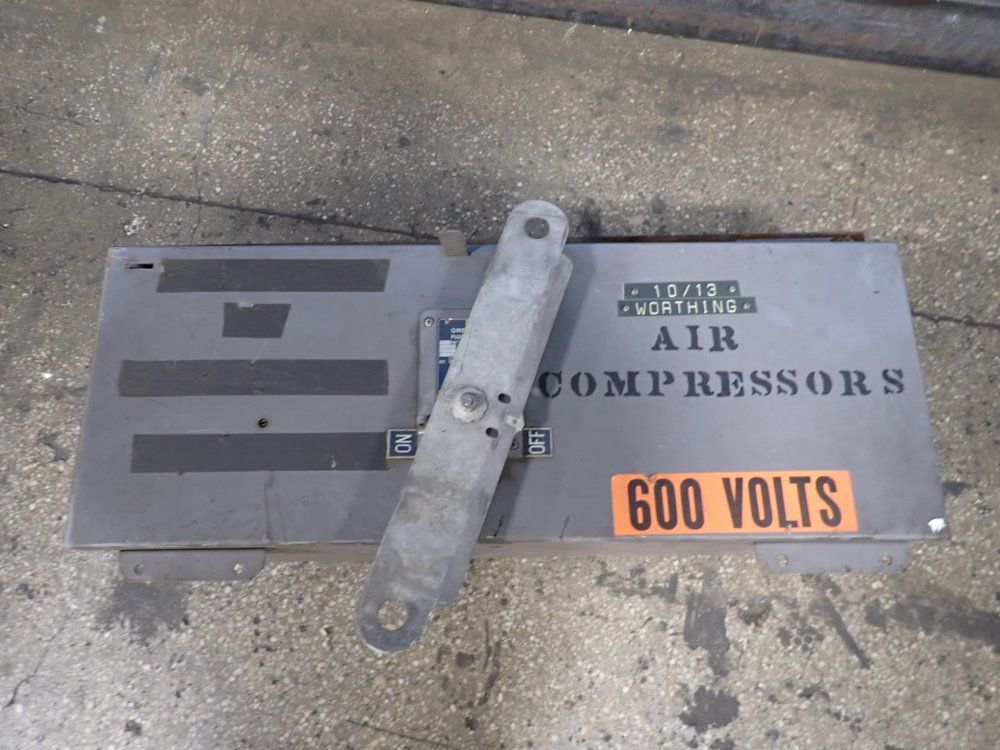 10/13
WORTHING
AIR
COMPRESSORS
ON
OFF
600 VOLTS